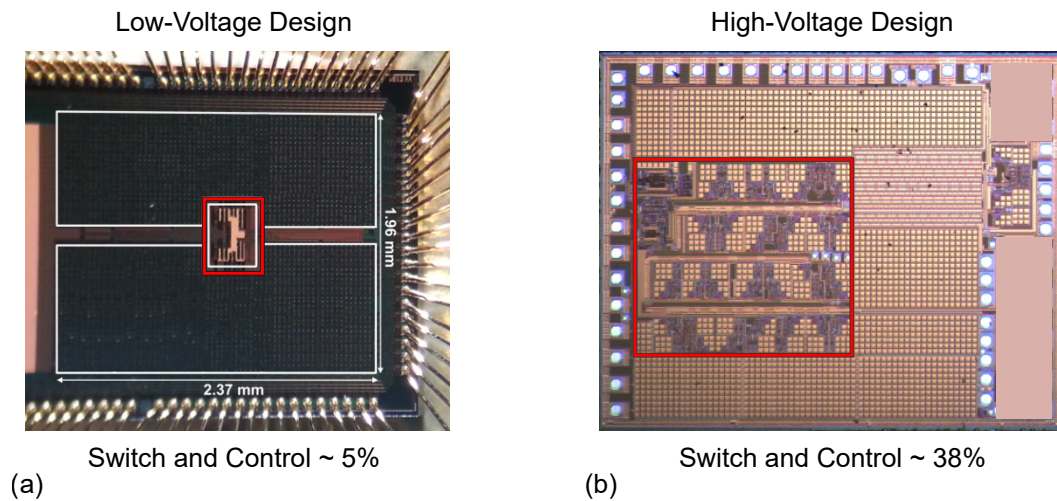 Low-Voltage Design
High-Voltage Design
1.96 mm
2.37 mm
Switch and Control ~ 5%
Switch and Control ~ 38%
(a)
(b)